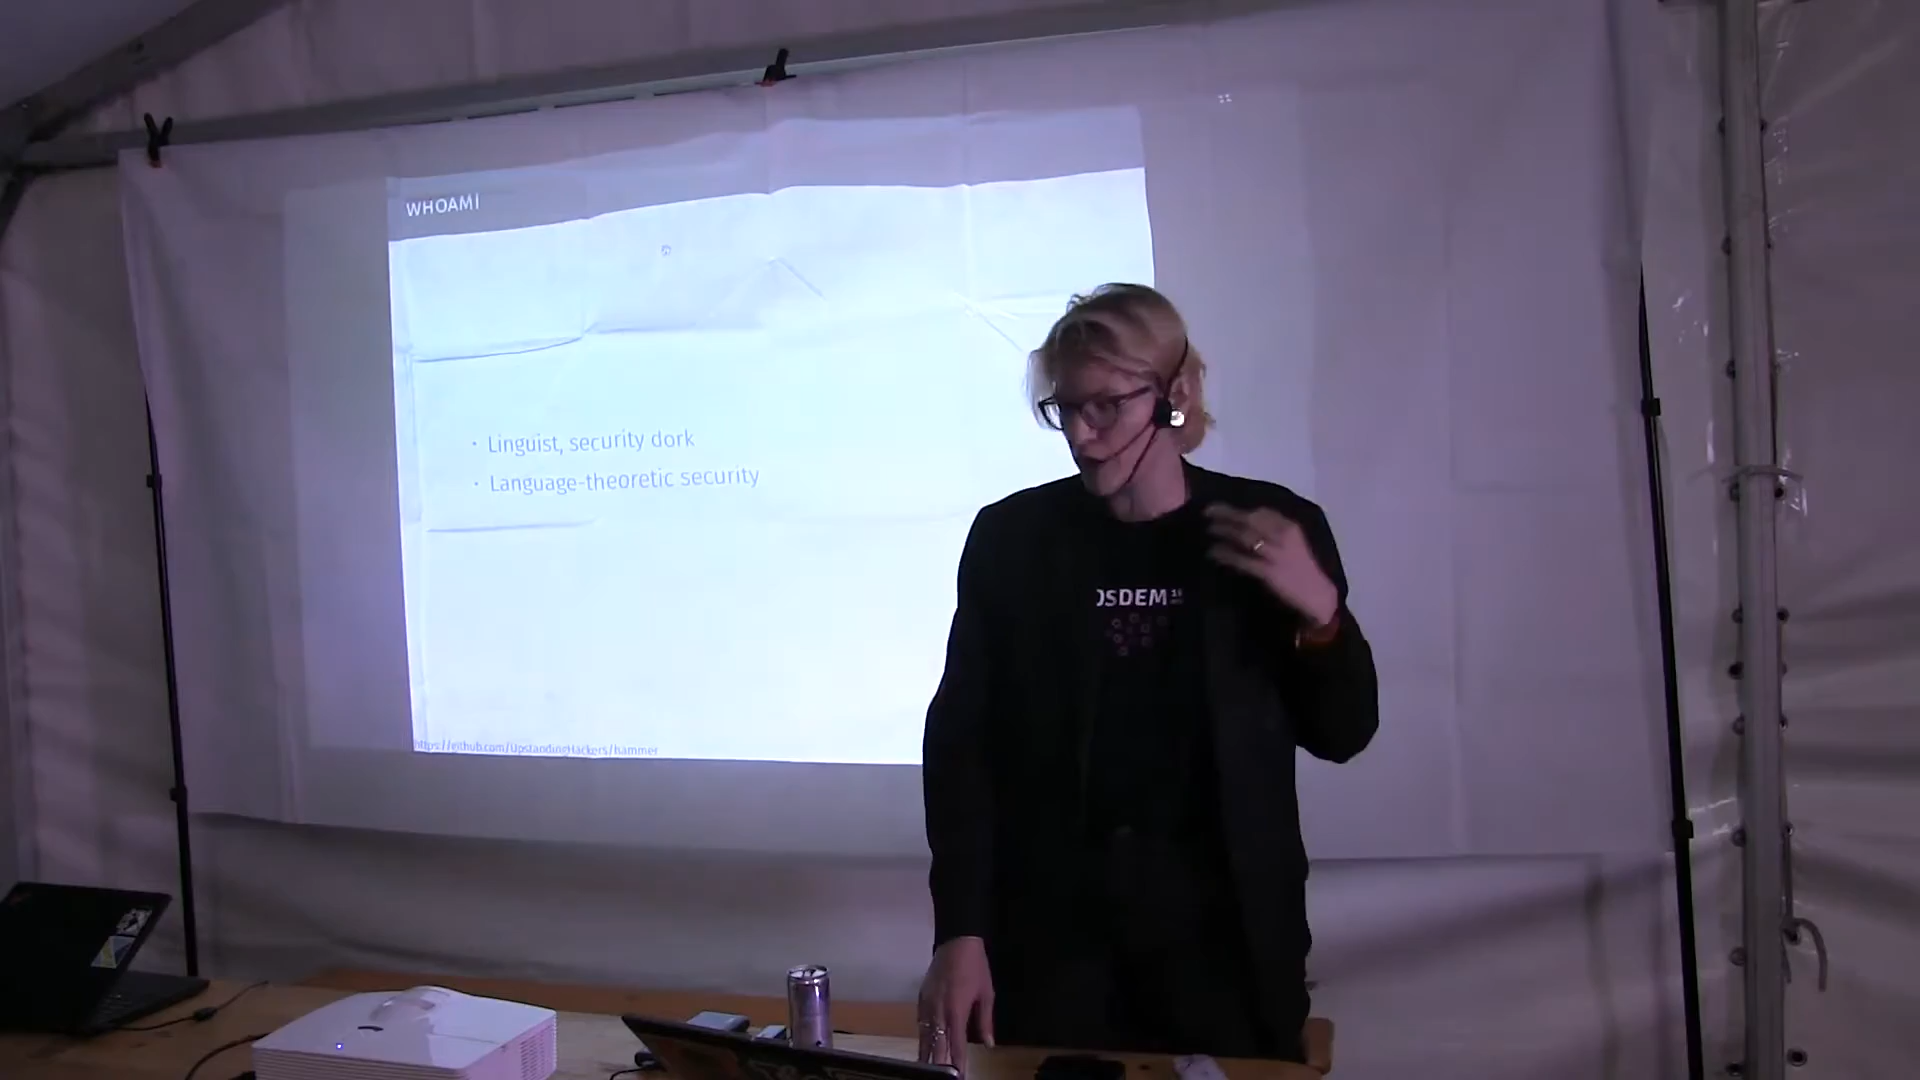 WHOAMI
· Linguist, security dork
· Language-theoretic security
https://github.com/UpstandingHackers/hammer
OSDEM